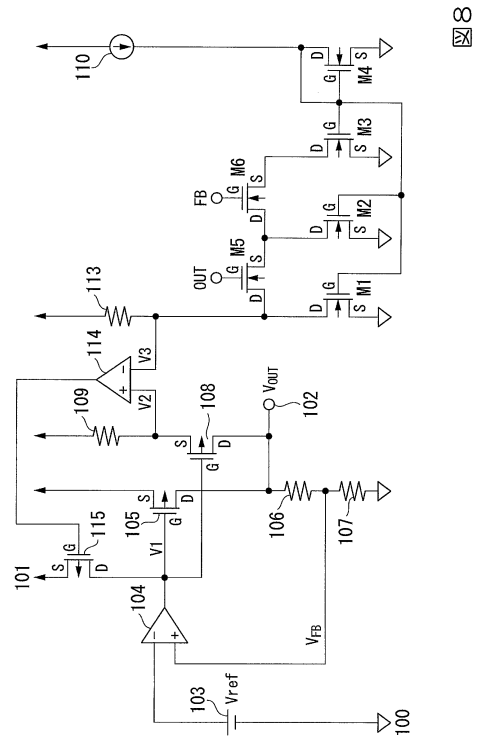 図 8
101
S
G
D
115
109
114
113
110
V1
105
S
G
D
S
G
D
108
V2
V3
+
-
104
-
+
103
Vref
VFB
106
107
VOUT
102
100
OUT
G
D
S
M5
FB
G
D
S
M6
D
G
S
M1
D
G
S
M2
D
G
S
M3
D
G
S
M4